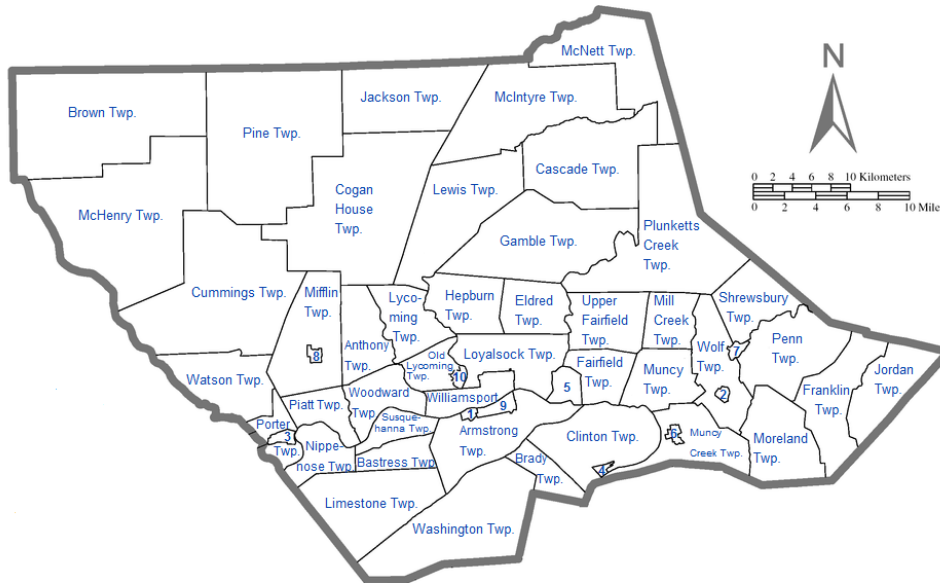 McNett Twp.
N
Jackson Twp.
McIntyre Twp.
Brown Twp.
Pine Twp.
Cascade Twp.
0 2 4 6 8 10 Kilometers
0 2 4 6 8 10 Mile
Cogan
House
Twp.
Lewis Twp.
McHenry Twp.
Plunketts
Creek
Twp.
Gamble Twp.
Cummings Twp.
Mifflin
Twp.
Lyco-
ming
Twp.
Hepburn
Twp.
Eldred
Twp.
Upper
Fairfield
Twp.
Mill
Creek
Twp.
Shrewsbury
Twp.
Anthony
Twp.
Old
Lycoming
Twp.
Loyalsock Twp.
Wolf
Twp.
Penn
Twp.
8
7
Fairfield
Twp.
Muncy
Twp.
Watson Twp.
10
5
2
Jordan
Twp.
Franklin
Twp.
Woodward
Twp.
Williamsport
9
1
Piatt Twp.
Susque-
hanna Twp.
Armstrong
Twp.
Clinton Twp.
6
Muncy
Creek Twp.
Moreland
Twp.
Porter
Twp.
3
Nippe-
nose Twp.
Bastress Twp.
Brady
Twp.
4
Limestone Twp.
Washington Twp.